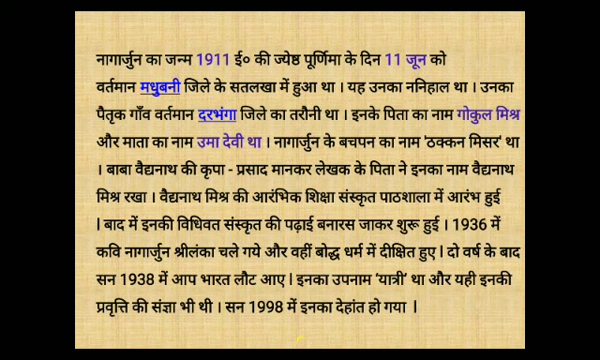 नागार्जुन का जन्म 1911 ई० की ज्येष्ठ पूर्णिमा के दिन 11 जून को
वर्तमान मधुबनी जिले के सतलखा में हुआ था । यह उनका ननिहाल था । उनका
पैतृक गाँव वर्तमान दरभंगा जिले का तरौनी था । इनके पिता का नाम गोकुल मिश्र
और माता का नाम उमा देवी था । नागार्जुन के बचपन का नाम 'ठक्कन मिसर' था
। बाबा वैद्यनाथ की कृपा - प्रसाद मानकर लेखक के पिता ने इनका नाम वैद्यनाथ
मिश्र रखा । वैद्यनाथ मिश्र की आरंभिक शिक्षा संस्कृत पाठशाला में आरंभ हुई
l बाद में इनकी विधिवत संस्कृत की पढ़ाई बनारस जाकर शुरू हुई । 1936 में
कवि नागार्जुन श्रीलंका चले गये और वहीं बोद्ध धर्म में दीक्षित हुए l दो वर्ष के बाद
सन 1938 में आप भारत लौट आए l इनका उपनाम ‘यात्री’ था और यही इनकी
प्रवृत्ति की संज्ञा भी थी । सन 1998 में इनका देहांत हो गया ।